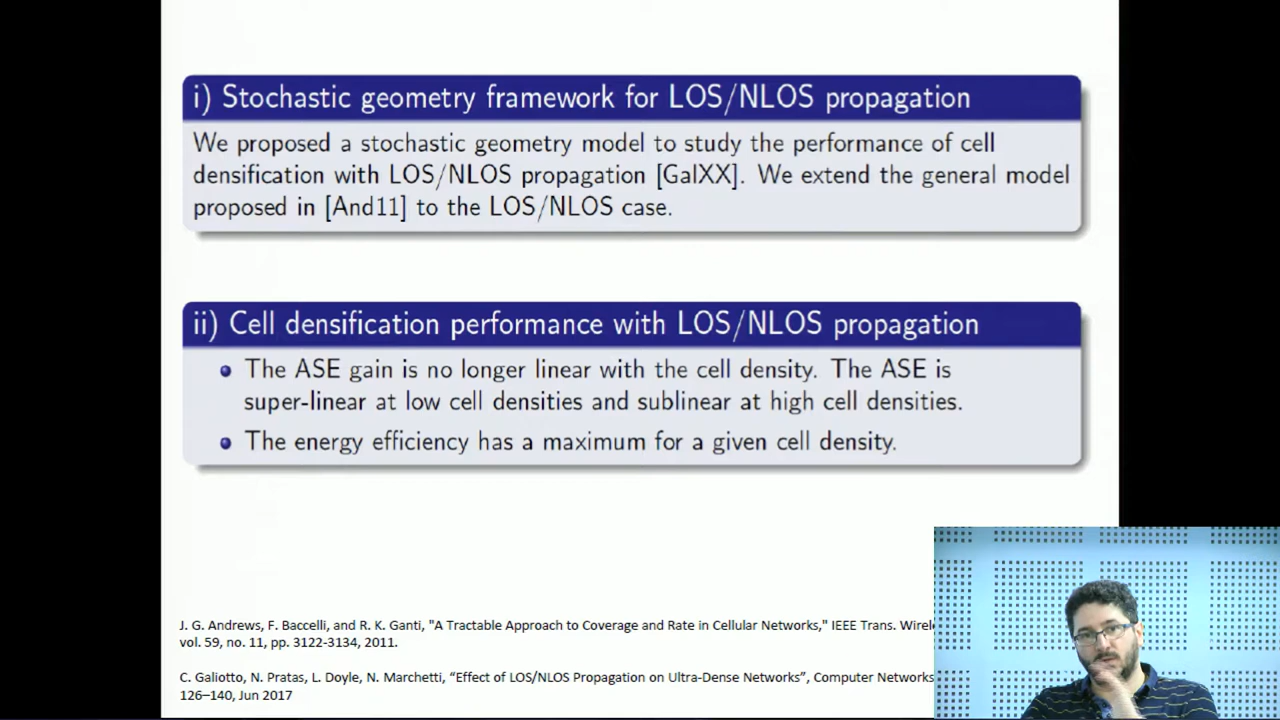 i) Stochastic geometry framework for LOS/NLOS propagation
We proposed a stochastic geometry model to study the performance of cell
densification with LOS/NLOS propagation [GalXX]. We extend the general model
proposed in [And11] to the LOS/NLOS case.
ii) Cell densification performance with LOS/NLOS propagation
The ASE gain is no longer linear with the cell density. The ASE is
super-linear at low cell densities and sublinear at high cell densities.
The energy efficiency has a maximum for a given cell density.
J. G. Andrews, F. Baccelli, and R. K. Ganti, "A Tractable Approach to Coverage and Rate in Cellular Networks," IEEE Trans.
vol. 59, no. 11, pp. 3122-3134, 2011.
C. Galiotto, N. Pratas, L. Doyle, N. Marchetti, “Effect of LOS/NLOS Propagation on Ultra-Dense Networks”, Computer Networks
126–140, Jun 2017